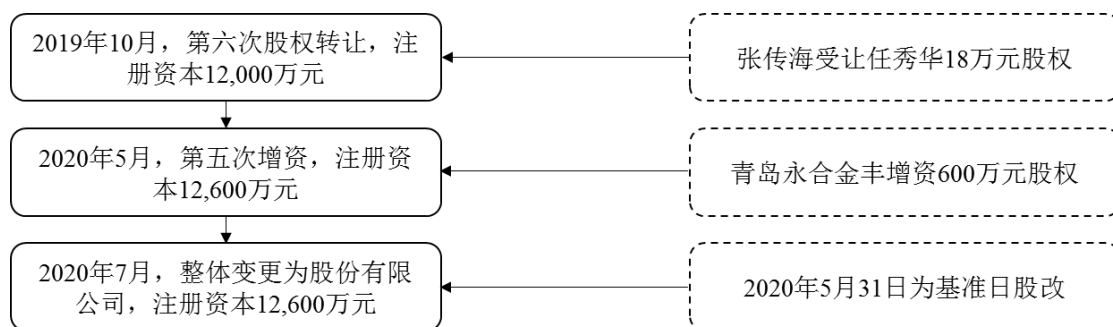 2019年10月，第六次股权转让，注
册资本12,000万元
张传海受让任秀华18万元股权
2020年5月，第五次增资，注册资
本12,600万元
青岛永合金丰增资600万元股权
2020年7月，整体变更为股份有限
公司，注册资本12,600万元
2020年5月31日为基准日股改